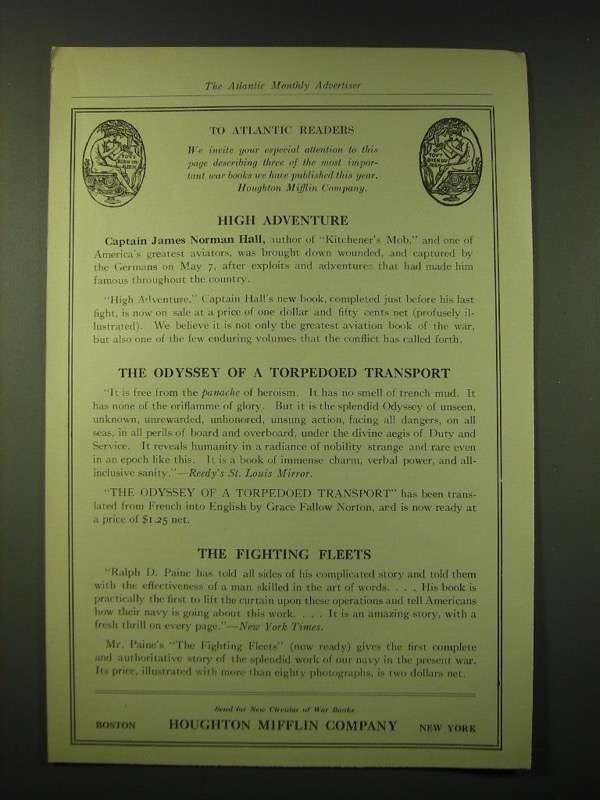 The Atlantic Monthly Advertiser
TO ATLANTIC READERS
We invite your especial attention to this
page describing three of the most impor-
tant war books we have published this year.
Houghton Mifflin Company.
HIGH ADVENTURE
Captain James Norman Hall, author of "Kitchener's Mob," and one of
America's greatest aviators, was brought down wounded, and captured by
the Germans on May 7, after exploits and adventures that had made him
famous throughout the country.
"High Adventure," Captain Hall's new book, completed just before his last
fight, is now on sale at a price of one dollar and fifty cents net (profusely il-
lustrated). We believe it is not only the greatest aviation book of the war,
but also one of the few enduring volumes that the conflict has called forth.
THE ODYSSEY OF A TORPEDOED TRANSPORT
"It is free from the panache of heroism. It has no smell of trench mud. It
has none of the oriflamme of glory. But it is the splendid Odyssey of unseen,
unknown, unrewarded, unhonored, unsung action, facing all dangers, on all
seas, in all perils of board and overboard, under the divine aegis of Duty and
Service. It reveals humanity in a radiance of nobility strange and rare even
in an epoch like this. It is a book of immense charm, verbal power, and all-
inclusive sanity."—Reedy's St. Louis Mirror.
"THE ODYSSEY OF A TORPEDOED TRANSPORT" has been trans-
lated from French into English by Grace Fallow Norton, and is now ready at
a price of $1.25 net.
THE FIGHTING FLEETS
"Ralph D. Paine has told all sides of his complicated story and told them
with the effectiveness of a man skilled in the art of words. . . . His book is
practically the first to lift the curtain upon these operations and tell Americans
how their navy is going about this work. . . . It is an amazing story, with a
fresh thrill on every page."—New York Times.
Mr. Paine's "The Fighting Fleets" (now ready) gives the first complete
and authoritative story of the splendid work of our navy in the present war.
Its price, illustrated with more than eighty photographs, is two dollars net.
Send for New Circular of War Books
BOSTON HOUGHTON MIFFLIN COMPANY NEW YORK